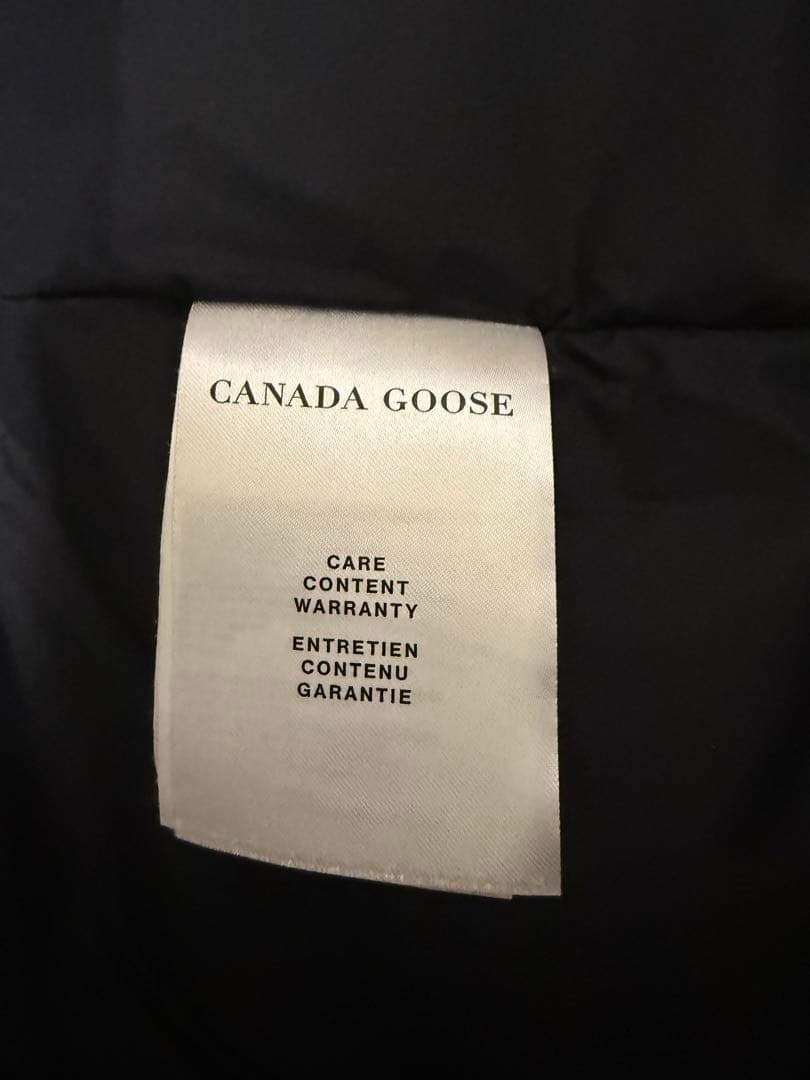 CANADA GOOSE
CARE
CONTENT
WARRANTY
ENTRETIEN
CONTENU
GARANTIE